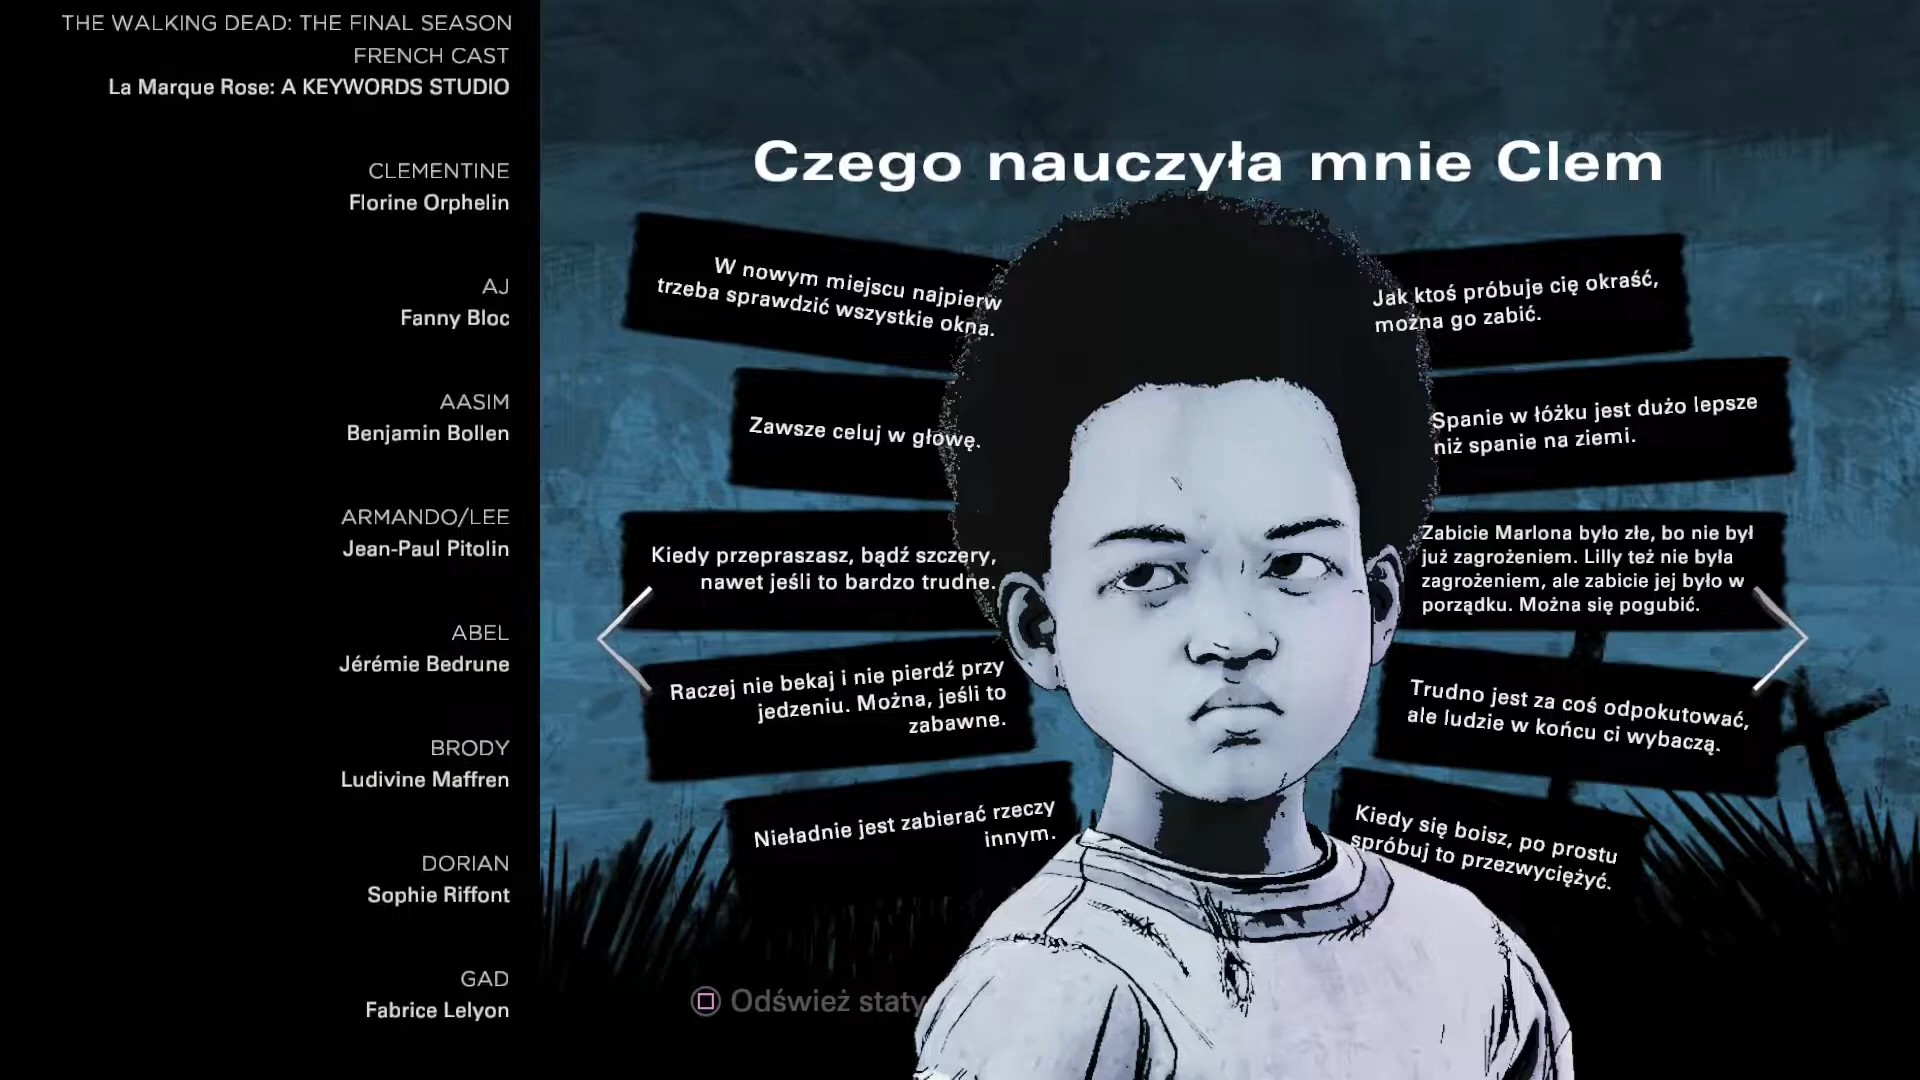 THE WALKING DEAD: THE FINAL SEASON
FRENCH CAST
La Marque Rose: A KEYWORDS STUDIO
CLEMENTINE
Florine Orphelin
AJ
Fanny Bloc
AASIM
Benjamin Bollen
ARMANDO/LEE
Jean-Paul Pitolin
ABEL
Jérémie Bedrune
BRODY
Ludivine Maffren
DORIAN
Sophie Riffont
GAD
Fabrice Lelyon
Czego nauczyła mnie Clem
W nowym miejscu najpierw
trzeba sprawdzić wszystkie okna.
Zawsze celuj w głowę.
Kiedy przepraszasz, bądź szczery,
nawet jeśli to bardzo trudne.
Raczej nie bekaj i nie pierdź przy
jedzeniu. Można, jeśli to
zabawne.
Nieładnie jest zabierać rzeczy
innym.
Jak ktoś próbuje cię okraść,
można go zabić.
Spanie w łóżku jest dużo lepsze
niż spanie na ziemi.
Zabicie Marlona było złe, bo nie był
już zagrożeniem. Lilly też nie była
zagrożeniem, ale zabicie jej było w
porządku. Można się pogubić.
Trudno jest za coś odpokutować,
ale ludzie w końcu ci wybaczą.
Kiedy się boisz, po prostu
spróbuj to przezwyciężyć.
Odśwież